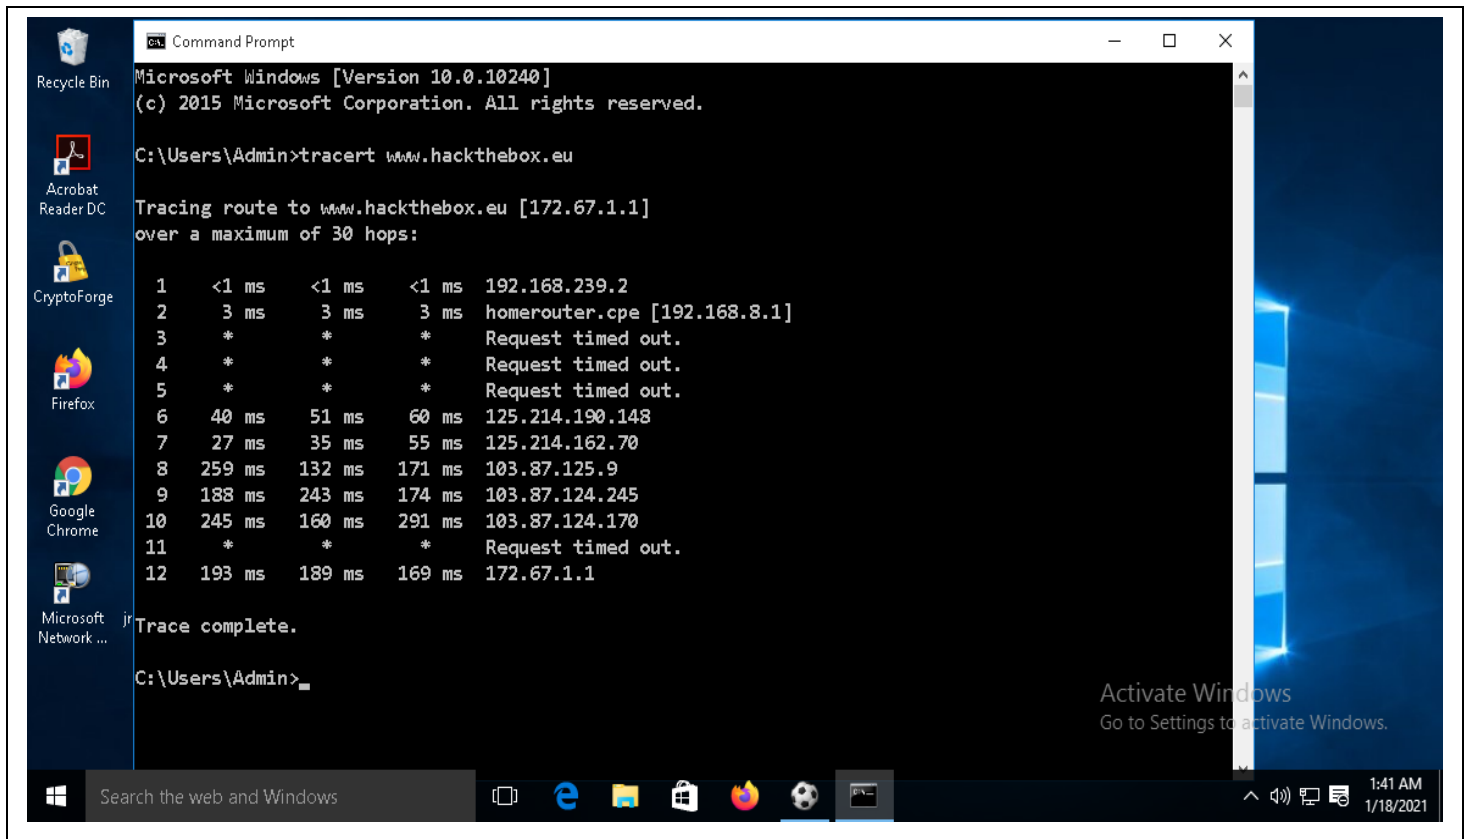 Command Prompt
Recycle Bin
Microsoft Windows [Version 10.0.10240]
(c) 2015 Microsoft Corporation. All rights reserved.
C:\Users\Admin>tracert www.hackthebox.eu
Acrobat
Reader DC
Tracing route to www.hackthebox.eu [172.67.1.1]
over a maximum of 30 hops:
CryptoForge
1 <1 ms <1 ms <1 ms 192.168.239.2
2 3 ms 3 ms 3 ms homerouter.cpe [192.168.8.1]
3 * * * Request timed out.
4 * * * Request timed out.
5 * * * Request timed out.
Firefox
6 40 ms 51 ms 60 ms 125.214.190.148
7 27 ms 35 ms 55 ms 125.214.162.70
8 259 ms 132 ms 171 ms 103.87.125.9
9 188 ms 243 ms 174 ms 103.87.124.245
Google
Chrome
10 245 ms 160 ms 291 ms 103.87.124.170
11 * * * Request timed out.
12 193 ms 189 ms 169 ms 172.67.1.1
Microsoft
Network ...
jr
Trace complete.
C:\Users\Admin>_
Activate Windows
Go to Settings to activate Windows.
Search the web and Windows
1:41 AM
1/18/2021